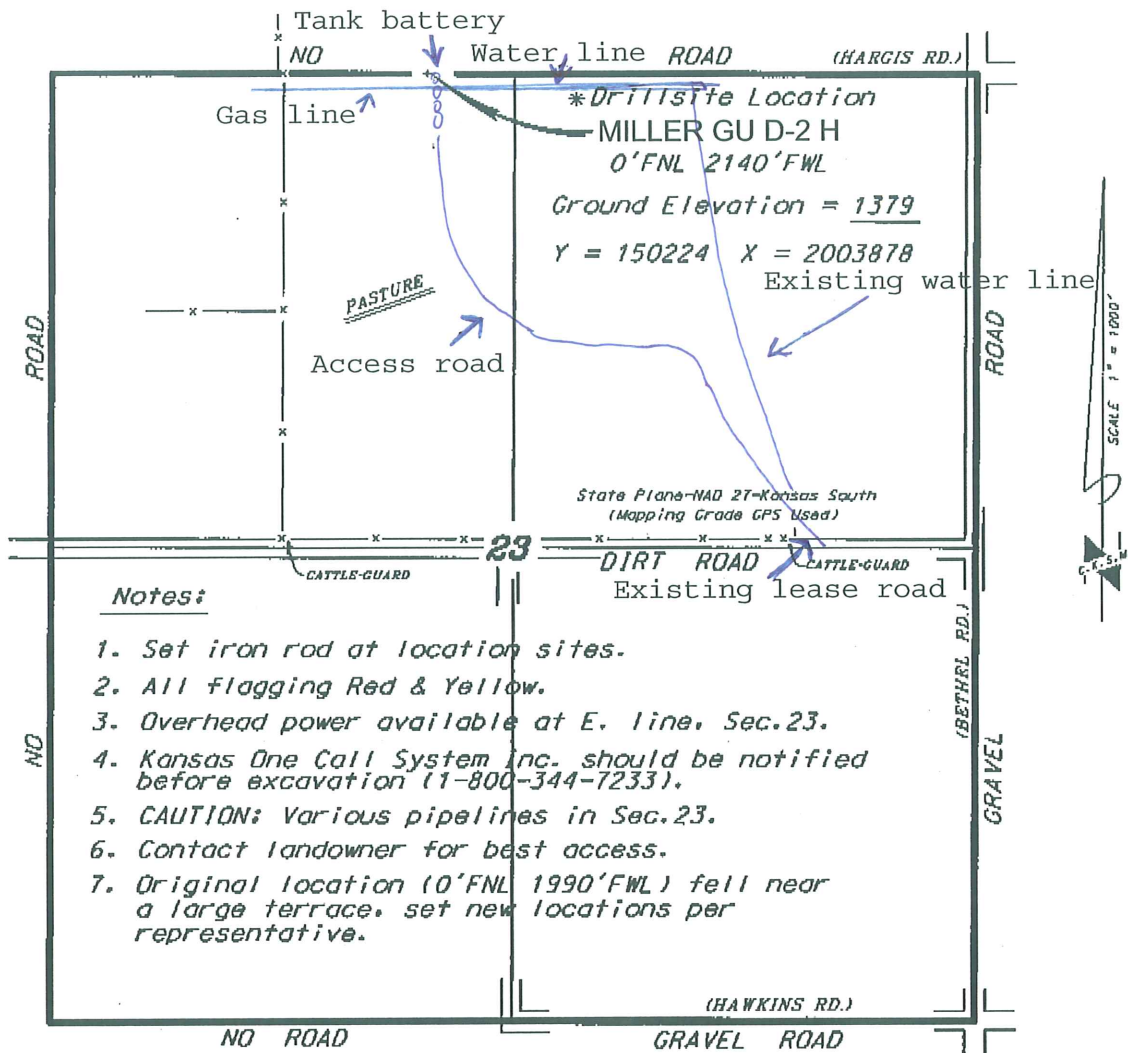 Tank battery
NO
Water line
ROAD
(HARGIS RD.)
Gas line
*Drillsite Location
MILLER GU D-2 H
0'FNL 2140'FWL
Ground Elevation = 1379
Y = 150224 X = 2003878
Existing water line
PASTURE
Access road
ROAD
ROAD
SCALE 1" = 1000'
State Plane-NAD 27-Kansas South
(Mapping Grade GPS Used)
23
DIRT ROAD
CATTLE-GUARD
CATTLE-GUARD
Existing lease road
C.K.S.M
Notes:
1. Set iron rod at location sites.
2. All flagging Red & Yellow.
3. Overhead power available at E. line. Sec.23.
4. Kansas One Call System inc. should be notified
before excavation (1-800-344-7233).
5. CAUTION: Various pipelines in Sec.23.
6. Contact landowner for best access.
7. Original location (0'FNL 1990'FWL) fell near
a large terrace. set new locations per
representative.
NO
(BETHEL RD.)
GRAVEL
(HAWKINS RD.)
NO ROAD
GRAVEL ROAD